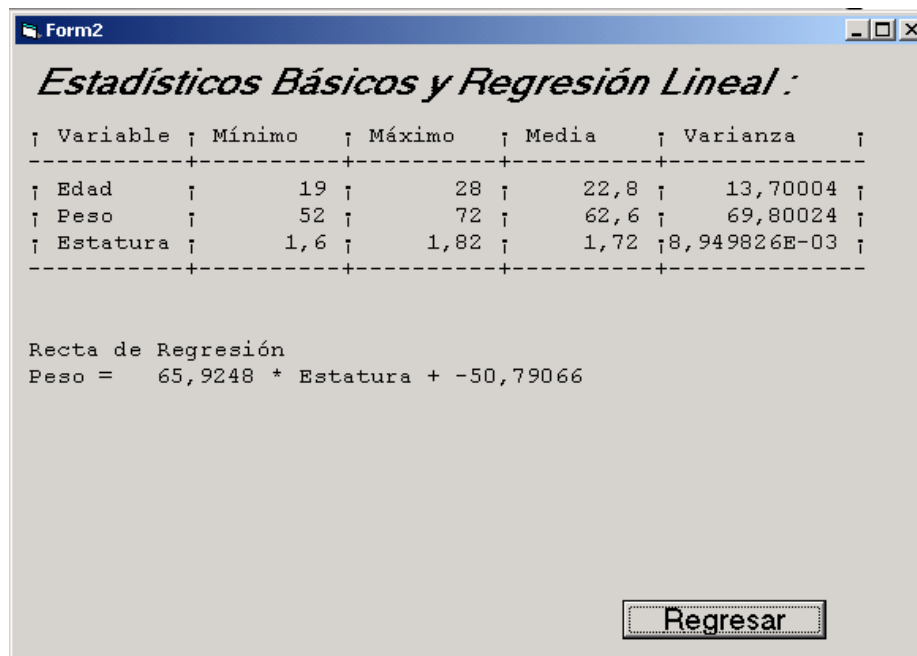 Form2
Estadísticos Básicos y Regresión Lineal :
¡ Variable ¡ Mínimo ¡ Máximo ¡ Media ¡ Varianza ¡
-----------+----------+----------+----------+--------------
¡ Edad ¡ 19 ¡ 28 ¡ 22,8 ¡ 13,70004 ¡
¡ Peso ¡ 52 ¡ 72 ¡ 62,6 ¡ 69,80024 ¡
¡ Estatura ¡ 1,6 ¡ 1,82 ¡ 1,72 ¡8,949826E-03 ¡
-----------+----------+----------+----------+--------------
Recta de Regresión
Peso = 65,9248 * Estatura + -50,79066
Regresar